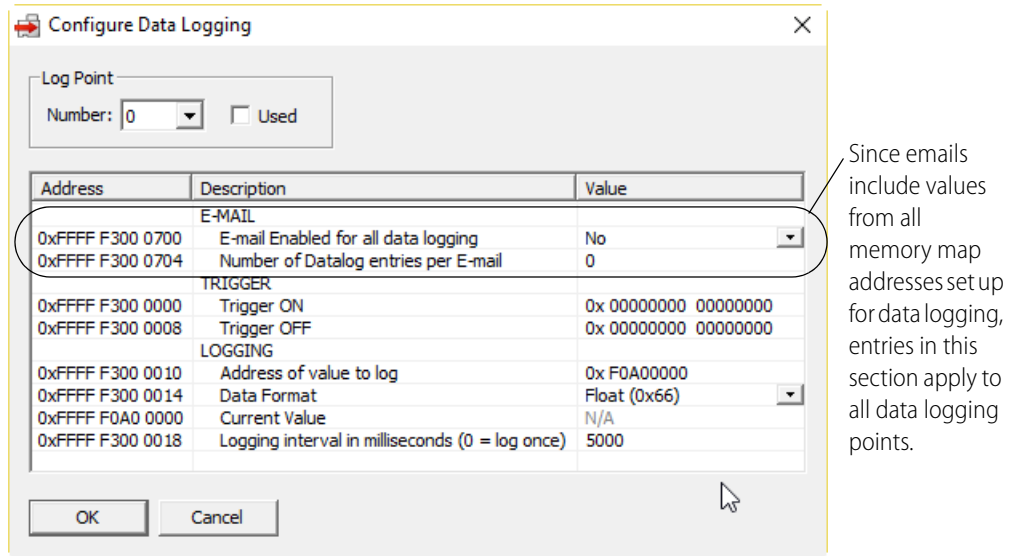 Configure Data Logging
Log Point
Number: 0 Used
Address Description Value
E-MAIL
0xFFFF F300 0700 E-mail Enabled for all data logging No
0xFFFF F300 0704 Number of Datalog entries per E-mail 0
TRIGGER
0xFFFF F300 0000 Trigger ON 0x 00000000 00000000
0xFFFF F300 0008 Trigger OFF 0x 00000000 00000000
LOGGING
0xFFFF F300 0010 Address of value to log 0x F0A00000
0xFFFF F300 0014 Data Format Float (0x66)
0xFFFF F0A0 0000 Current Value N/A
0xFFFF F300 0018 Logging interval in milliseconds (0 = log once) 5000
OK Cancel
Since emails
include values
from all
memory map
addresses set up
for data logging,
entries in this
section apply to
all data logging
points.